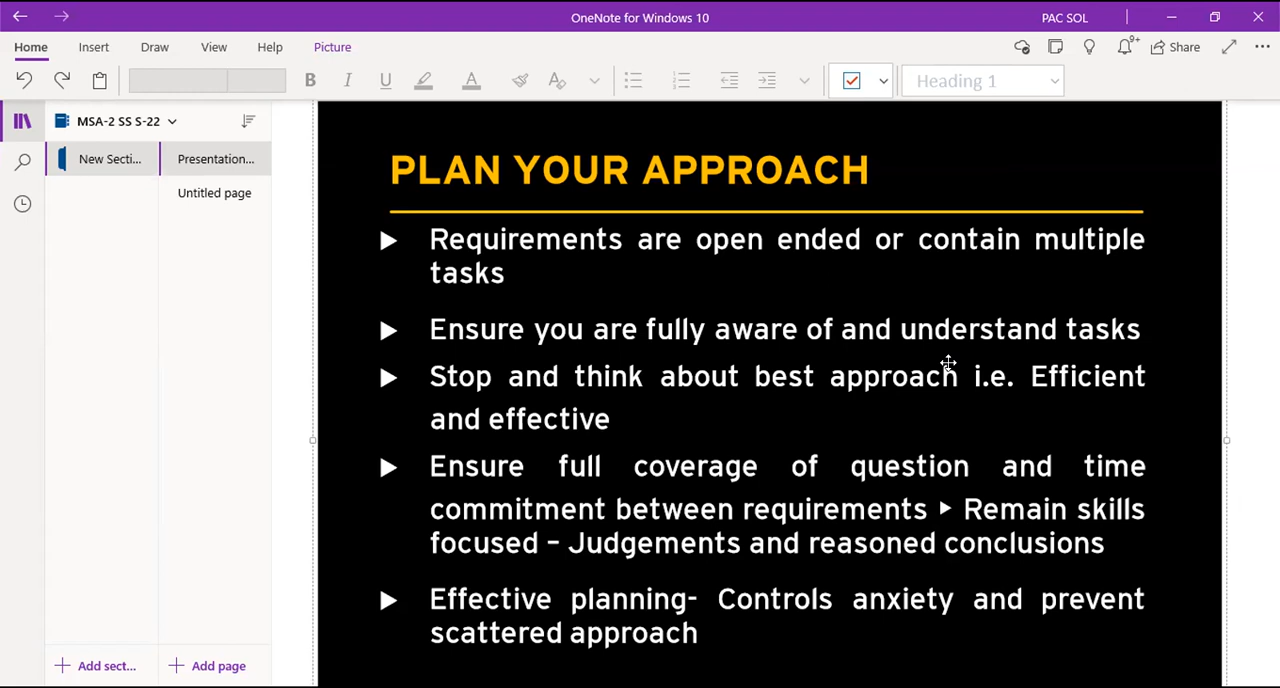 OneNote for Windows 10
PAC SOL
Home Insert Draw View Help Picture
9+
Share
B I U A A
Heading 1
MSA-2 SS S-22
New Secti...
Presentation...
Untitled page
PLAN YOUR APPROACH
▶ Requirements are open ended or contain multiple
tasks
▶ Ensure you are fully aware of and understand tasks
▶ Stop and think about best approach i.e. Efficient
and effective
▶ Ensure full coverage of question and time
commitment between requirements ▶ Remain skills
focused – Judgements and reasoned conclusions
▶ Effective planning- Controls anxiety and prevent
scattered approach
+ Add sect...
+ Add page